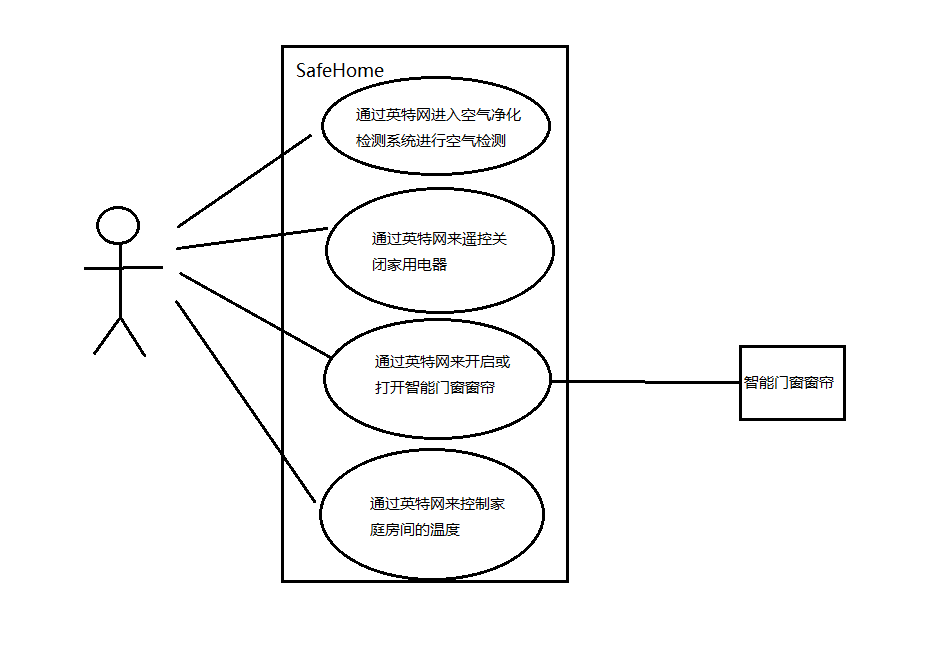 SafeHome
通过英特网进入空气净化
检测系统进行空气检测
通过英特网来遥控关
闭家用电器
通过英特网来开启或
打开智能门窗窗帘
智能门窗窗帘
通过英特网来控制家
庭房间的温度